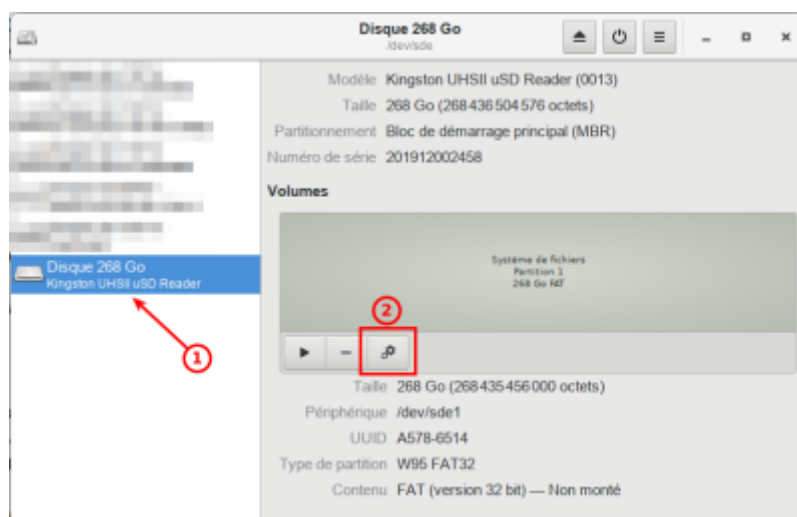 Disque 268 Go
/dev/sde
Modèle Kingston UHSII uSD Reader (0013)
Taille 268 Go (268 436 504 576 octets)
Partitionnement Bloc de démarrage principal (MBR)
Numéro de série 201912002458
Volumes
Disque 268 Go
Kingston UHSII uSD Reader
Système de fichiers
Partition 1
268 Go FAT
2
1
Taille 268 Go (268 435 456 000 octets)
Périphérique /dev/sde1
UUID A578-6514
Type de partition W95 FAT32
Contenu FAT (version 32 bit) — Non monté